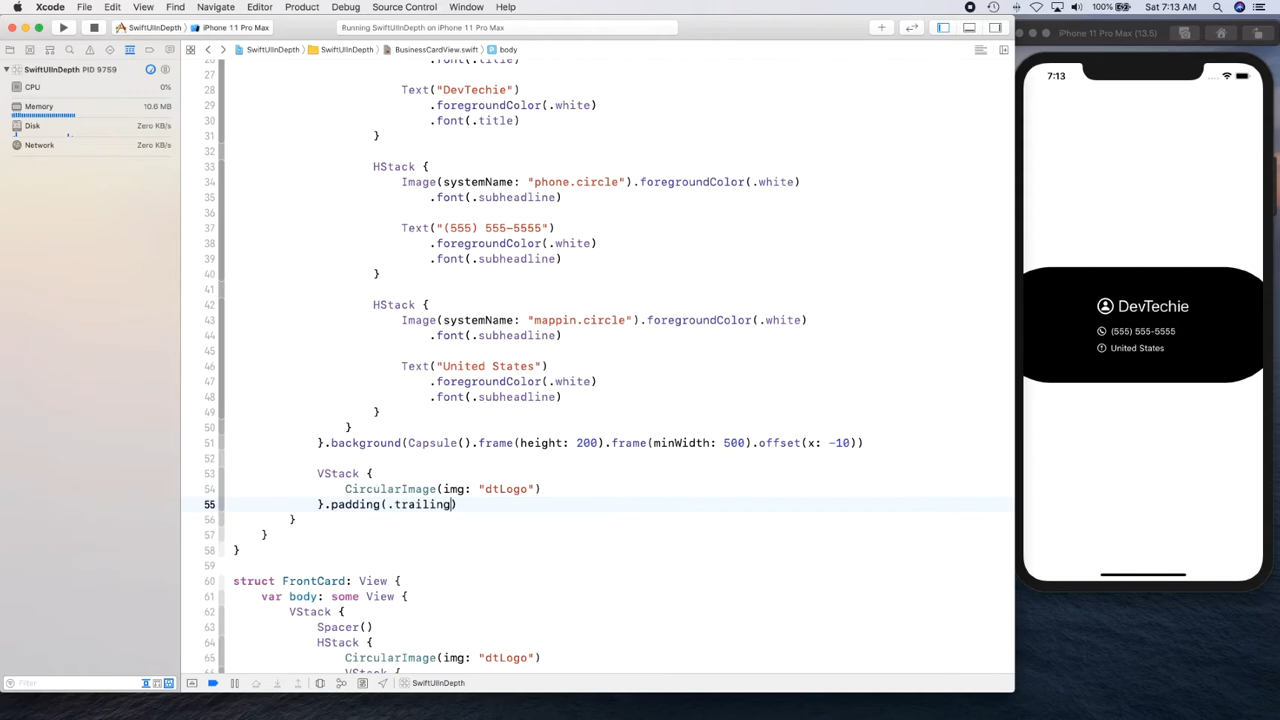 Xcode File Edit View Find Navigate Editor Product Debug Source Control Window Help 100% Sat 7:13 AM
SwiftUIInDepth iPhone 11 Pro Max Running SwiftUIInDepth on iPhone 11 Pro Max
iPhone 11 Pro Max (13.5)
SwiftUIInDepth SwiftUIInDepth BusinessCardView.swift body
SwiftUIInDepth PID 9759
CPU 0%
Memory 10.6 MB
Disk Zero KB/s
Network Zero KB/s
26 .font(.title)
27
28 Text("DevTechie")
29 .foregroundColor(.white)
30 .font(.title)
31 }
32
33 HStack {
34 Image(systemName: "phone.circle").foregroundColor(.white)
35 .font(.subheadline)
36
37 Text("(555) 555-5555")
38 .foregroundColor(.white)
39 .font(.subheadline)
40 }
41
42 HStack {
43 Image(systemName: "mappin.circle").foregroundColor(.white)
44 .font(.subheadline)
45
46 Text("United States")
47 .foregroundColor(.white)
48 .font(.subheadline)
49 }
50 }
51 }.background(Capsule().frame(height: 200).frame(minWidth: 500).offset(x: -10))
52
53 VStack {
54 CircularImage(img: "dtLogo")
55 }.padding(.trailing)
56 }
57 }
58 }
59
60 struct FrontCard: View {
61 var body: some View {
62 VStack {
63 Spacer()
64 HStack {
65 CircularImage(img: "dtLogo")
66 VStack {
Filter
SwiftUIInDepth
7:13
DevTechie
(555) 555-5555
United States